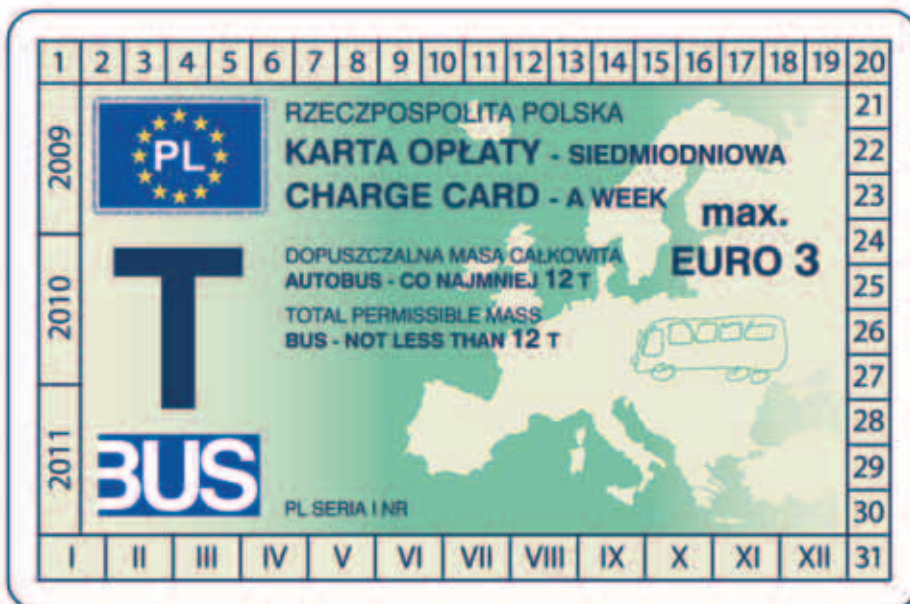 1 2 3 4 5 6 7 8 9 10 11 12 13 14 15 16 17 18 19 20
21
22
23
24
25
26
27
28
29
30
31
2009
2010
2011
PL
RZECZPOSPOLITA POLSKA
KARTA OPŁATY - SIEDMIODNIOWA
CHARGE CARD - A WEEK
max.
EURO 3
T
DOPUSZCZALNA MASA CAŁKOWITA
AUTOBUS - CO NAJMNIEJ 12 T
TOTAL PERMISSIBLE MASS
BUS - NOT LESS THAN 12 T
BUS
PL SERIA I NR
I II III IV V VI VII VIII IX X XI XII